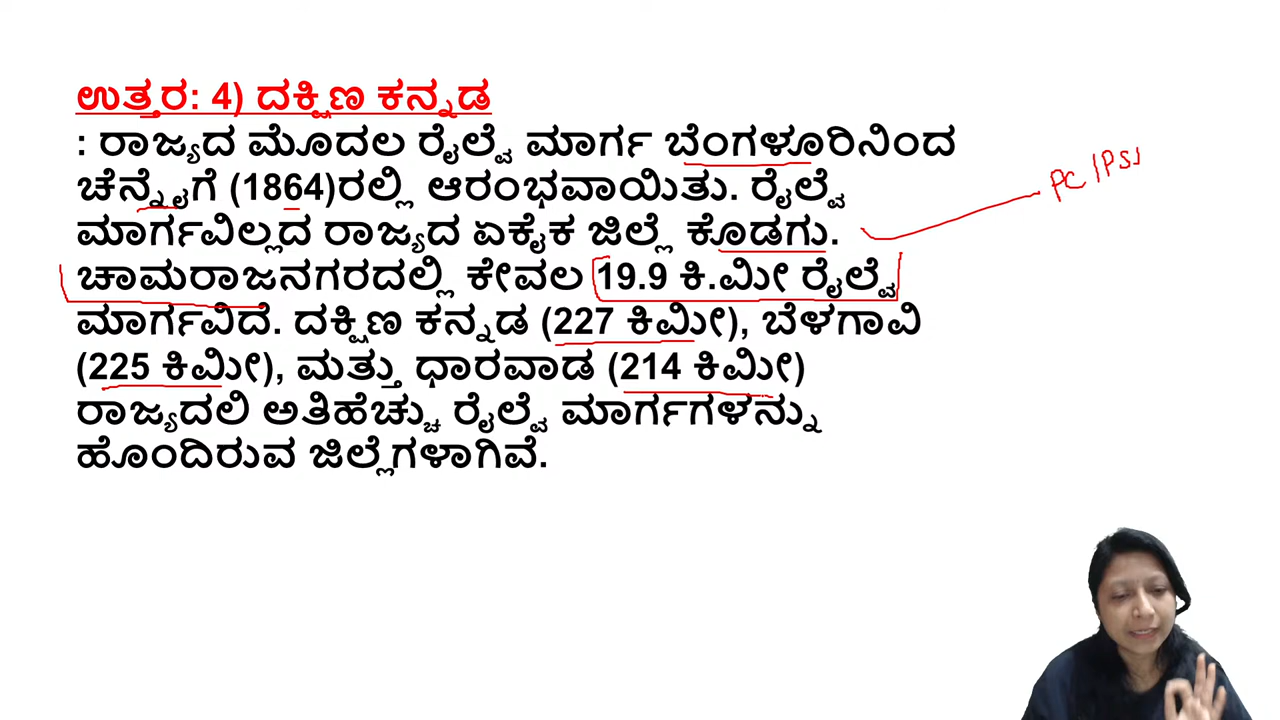 ಉತ್ತರ: 4) ದಕ್ಷಿಣ ಕನ್ನಡ
: ರಾಜ್ಯದ ಮೊದಲ ರೈಲ್ವೆ ಮಾರ್ಗ ಬೆಂಗಳೂರಿನಿಂದ
ಚೆನ್ನೈಗೆ (1864)ರಲ್ಲಿ ಆರಂಭವಾಯಿತು. ರೈಲ್ವೆ
ಮಾರ್ಗವಿಲ್ಲದ ರಾಜ್ಯದ ಏಕೈಕ ಜಿಲ್ಲೆ ಕೊಡಗು.
PC/PSI
ಚಾಮರಾಜನಗರದಲ್ಲಿ ಕೇವಲ 19.9 ಕಿ.ಮೀ ರೈಲ್ವೆ
ಮಾರ್ಗವಿದೆ. ದಕ್ಷಿಣ ಕನ್ನಡ (227 ಕಿಮೀ), ಬೆಳಗಾವಿ
(225 ಕಿಮೀ), ಮತ್ತು ಧಾರವಾಡ (214 ಕಿಮೀ)
ರಾಜ್ಯದಲಿ ಅತಿಹೆಚ್ಚು ರೈಲ್ವೆ ಮಾರ್ಗಗಳನ್ನು
ಹೊಂದಿರುವ ಜಿಲ್ಲೆಗಳಾಗಿವೆ.